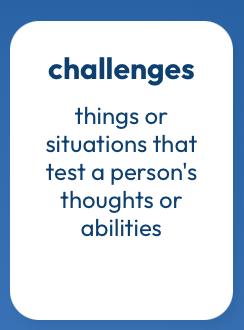 challenges
things or
situations that
test a person's
thoughts or
abilities